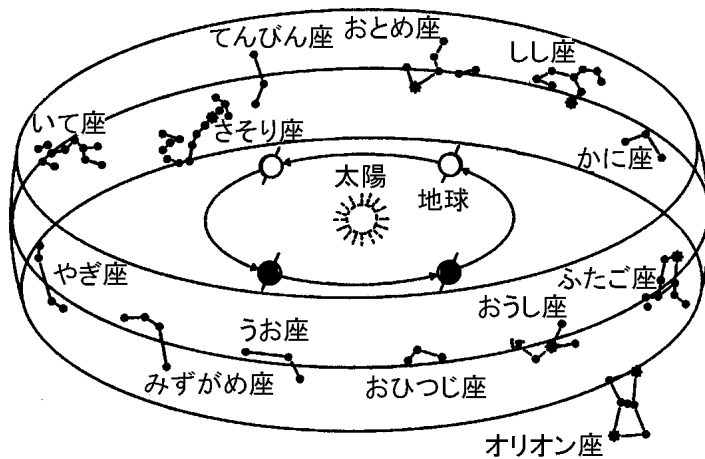 てんびん座
おとめ座
しし座
いて座
さそり座
かに座
太陽
地球
やぎ座
ふたご座
おうし座
うお座
みずがめ座
おひつじ座
オリオン座